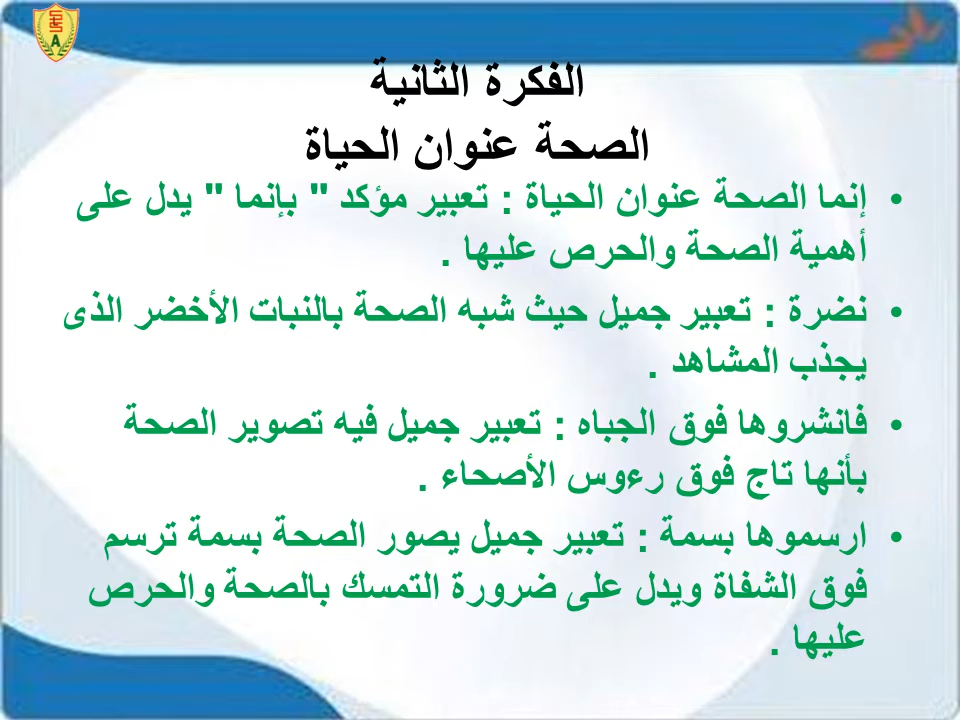 الفكرة الثانية
الصحة عنوان الحياة
• إنما الصحة عنوان الحياة : تعبير مؤكد " بإنما " يدل على
أهمية الصحة والحرص عليها .
• نضرة : تعبير جميل حيث شبه الصحة بالنبات الأخضر الذى
يجذب المشاهد .
• فانشروها فوق الجباه : تعبير جميل فيه تصوير الصحة
بأنها تاج فوق رءوس الأصحاء .
• ارسموها بسمة : تعبير جميل يصور الصحة بسمة ترسم
فوق الشفاة ويدل على ضرورة التمسك بالصحة والحرص
عليها .